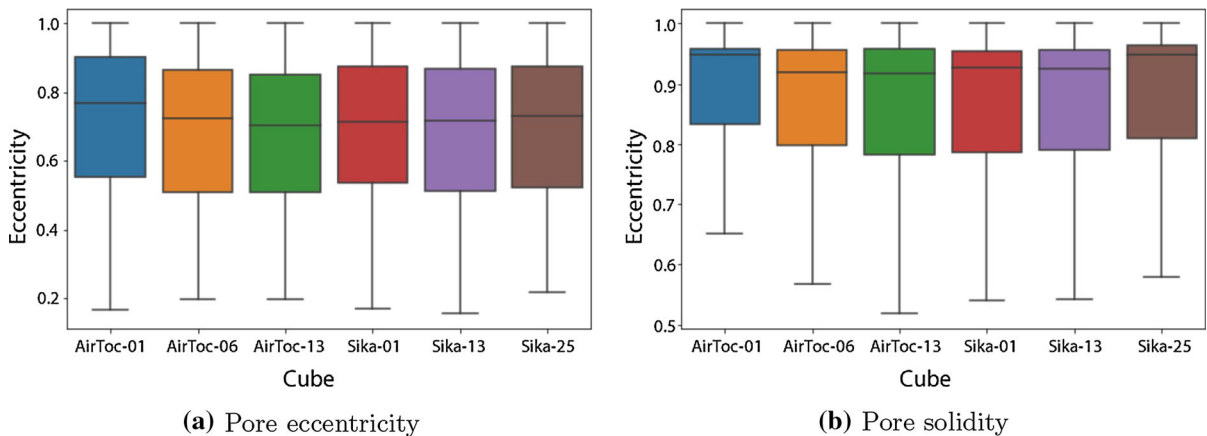 1.0
0.8
0.6
0.4
0.2
Eccentricity
AirToc-01 AirToc-06 AirToc-13 Sika-01 Sika-13 Sika-25
Cube
(a) Pore eccentricity
1.0
0.9
0.8
0.7
0.6
0.5
Eccentricity
AirToc-01 AirToc-06 AirToc-13 Sika-01 Sika-13 Sika-25
Cube
(b) Pore solidity